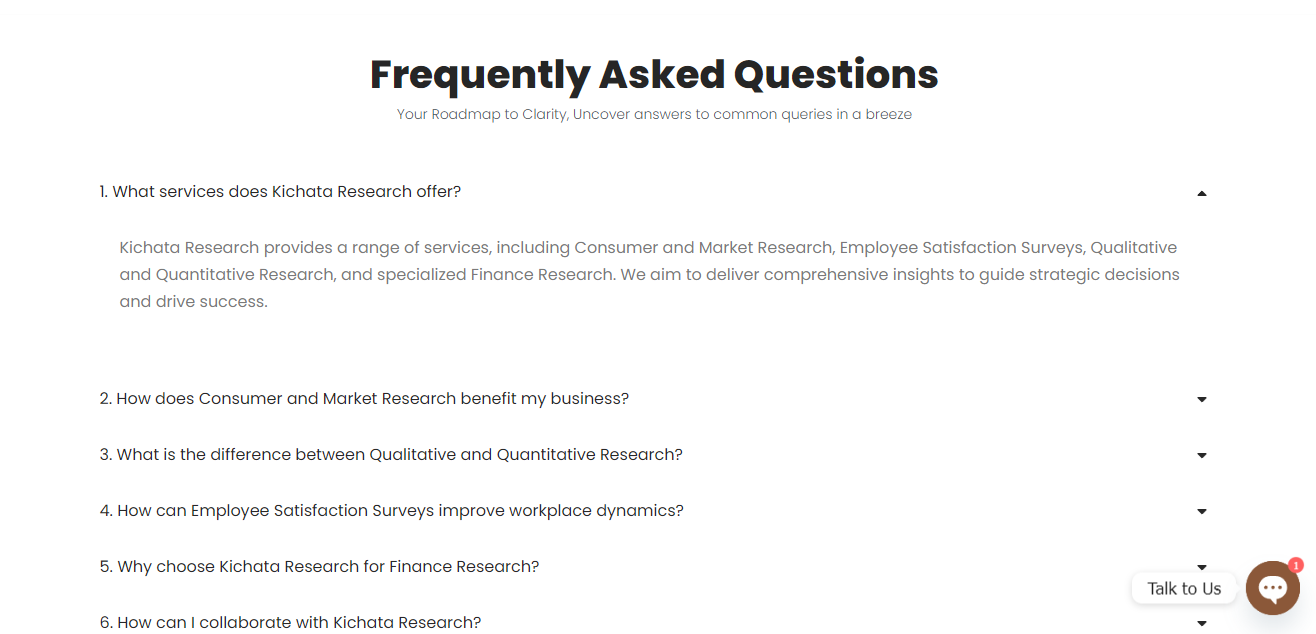 Frequently Asked Questions
Your Roadmap to Clarity, Uncover answers to common queries in a breeze
1. What services does Kichata Research offer?
Kichata Research provides a range of services, including Consumer and Market Research, Employee Satisfaction Surveys, Qualitative
and Quantitative Research, and specialized Finance Research. We aim to deliver comprehensive insights to guide strategic decisions
and drive success.
2. How does Consumer and Market Research benefit my business?
3. What is the difference between Qualitative and Quantitative Research?
4. How can Employee Satisfaction Surveys improve workplace dynamics?
5. Why choose Kichata Research for Finance Research?
1
Talk to Us
6. How can I collaborate with Kichata Research?